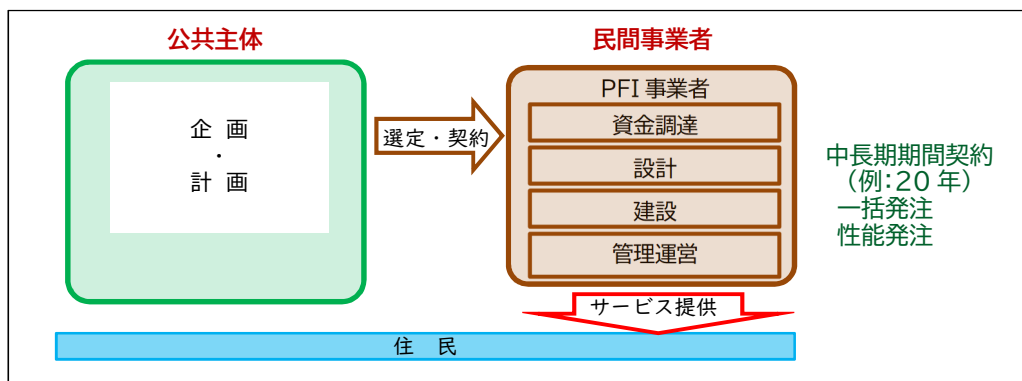 公共主体
企 画
・
計 画
選定・契約
民間事業者
PFI 事業者
資金調達
設計
建設
管理運営
中長期期間契約
(例:20 年)
一括発注
性能発注
サービス提供
住 民